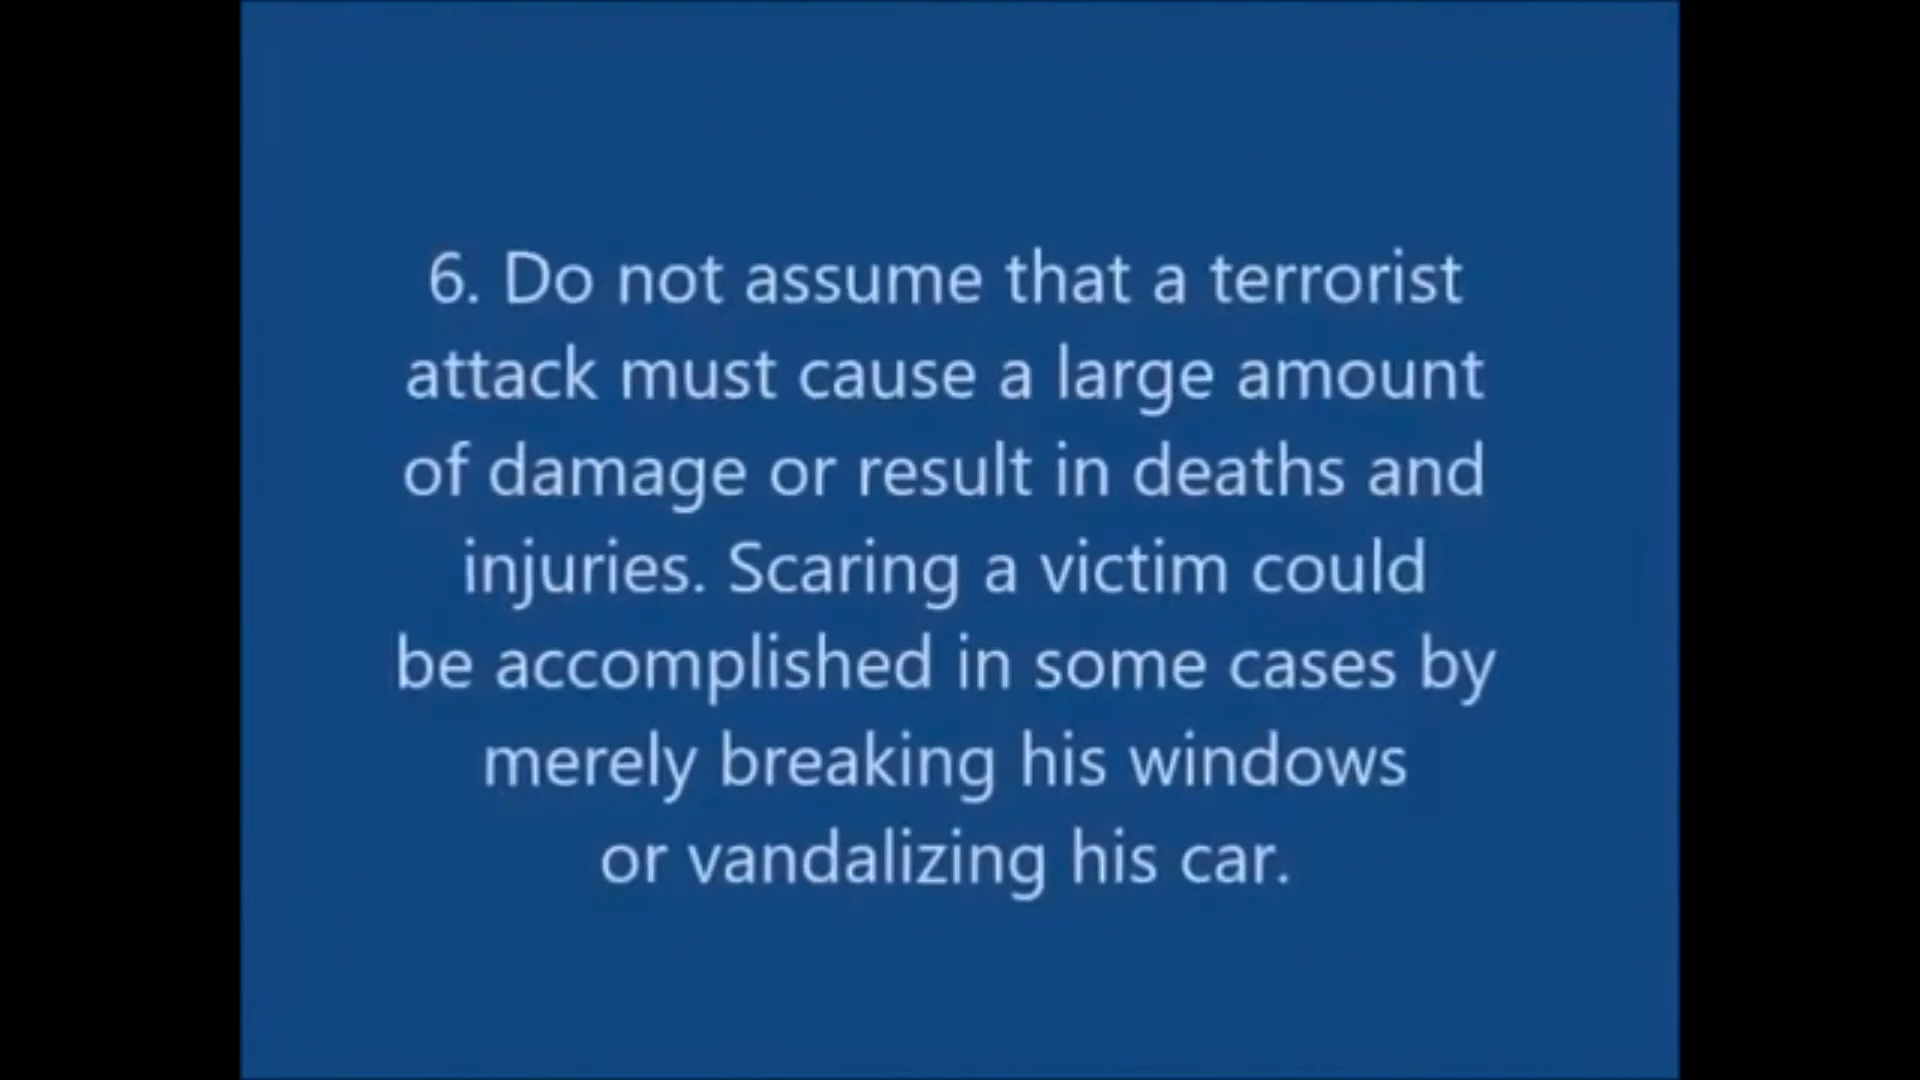 6. Do not assume that a terrorist
attack must cause a large amount
of damage or result in deaths and
injuries. Scaring a victim could
be accomplished in some cases by
merely breaking his windows
or vandalizing his car.